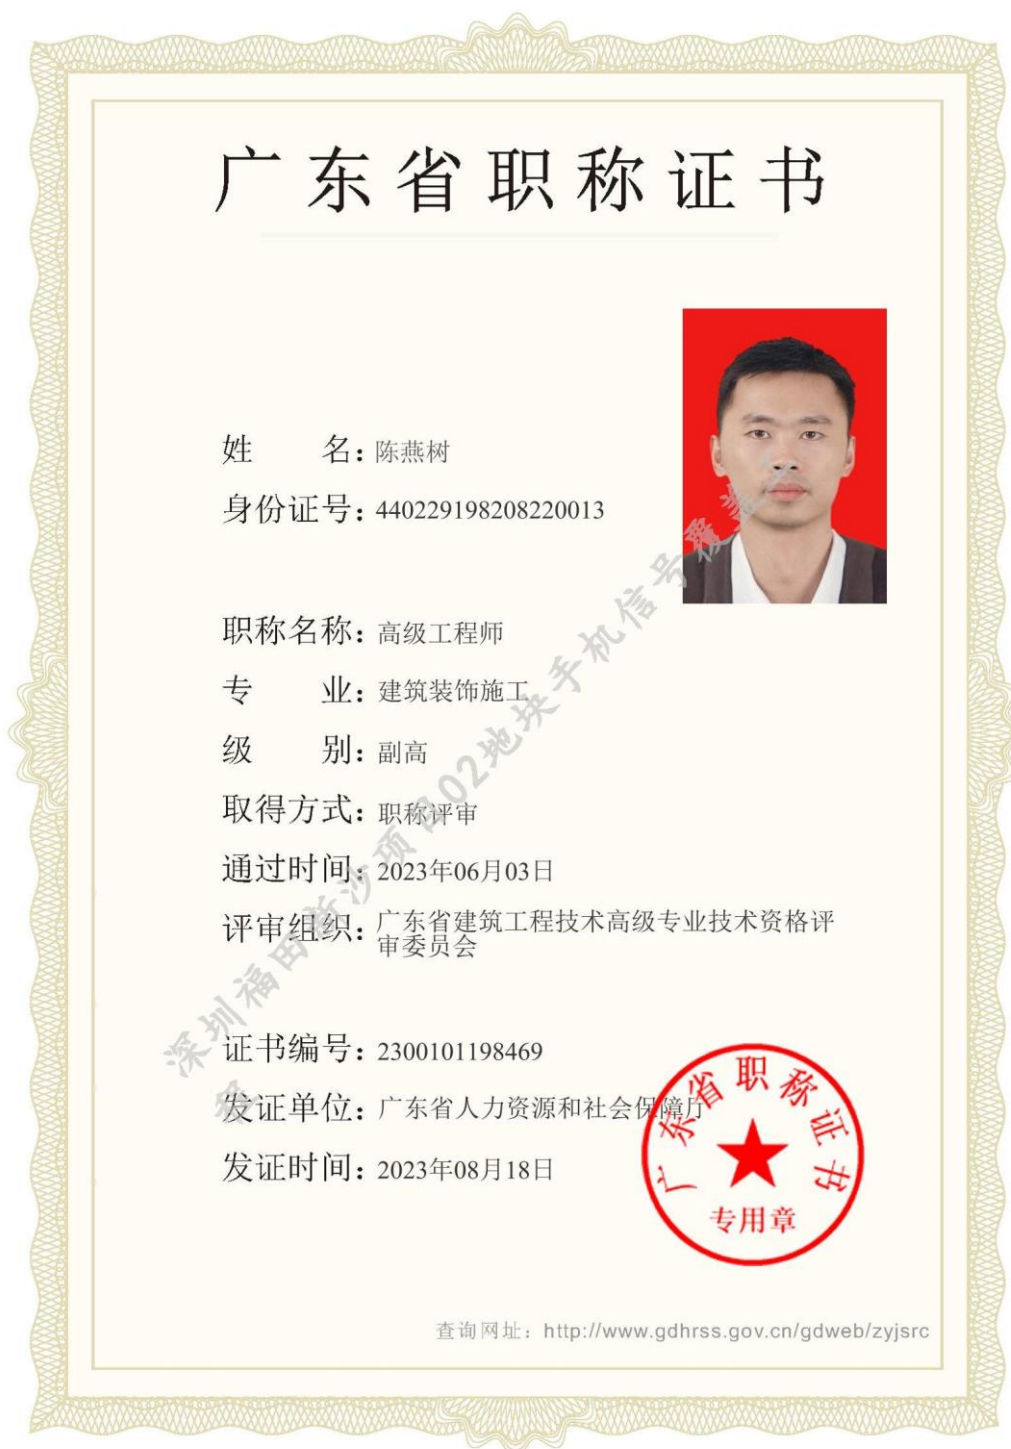 广东省职称证书
姓 名：陈燕树
身份证号：440229198208220013
职称名称：高级工程师
专 业：建筑装饰施工
级 别：副高
取得方式：职称评审
通过时间：2023年06月03日
评审组织：广东省建筑工程技术高级专业技术资格评
审委员会
证书编号：2300101198469
发证单位：广东省人力资源和社会保障厅
发证时间：2023年08月18日
广东省职称证书
专用章
查询网址：http://www.gdhrss.gov.cn/gdweb/zyjsrc
深圳福田新沙项目02地块手机信号覆盖